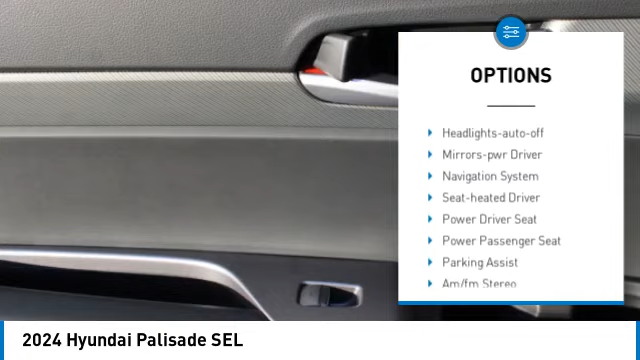 OPTIONS
Headlights-auto-off
Mirrors-pwr Driver
Navigation System
Seat-heated Driver
Power Driver Seat
Power Passenger Seat
Parking Assist
Am/fm Stereo
2024 Hyundai Palisade SEL